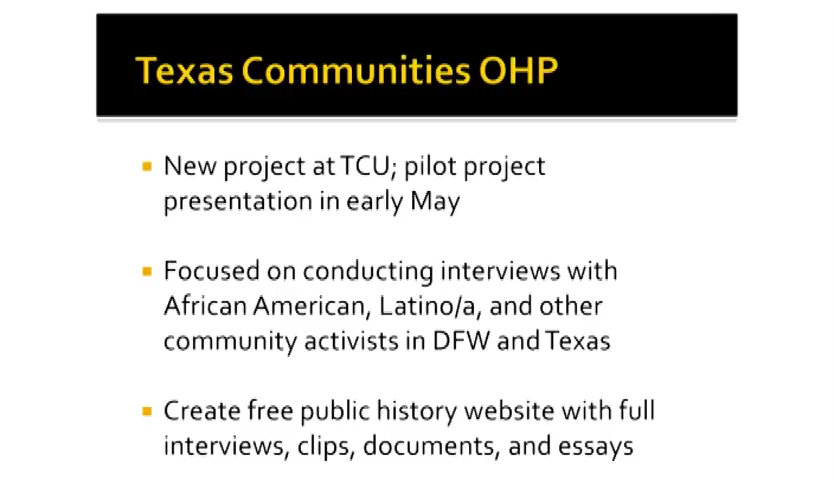 Texas Communities OHP
New project at TCU; pilot project
presentation in early May
Focused on conducting interviews with
African American, Latino/a, and other
community activists in DFW and Texas
Create free public history website with full
interviews, clips, documents, and essays